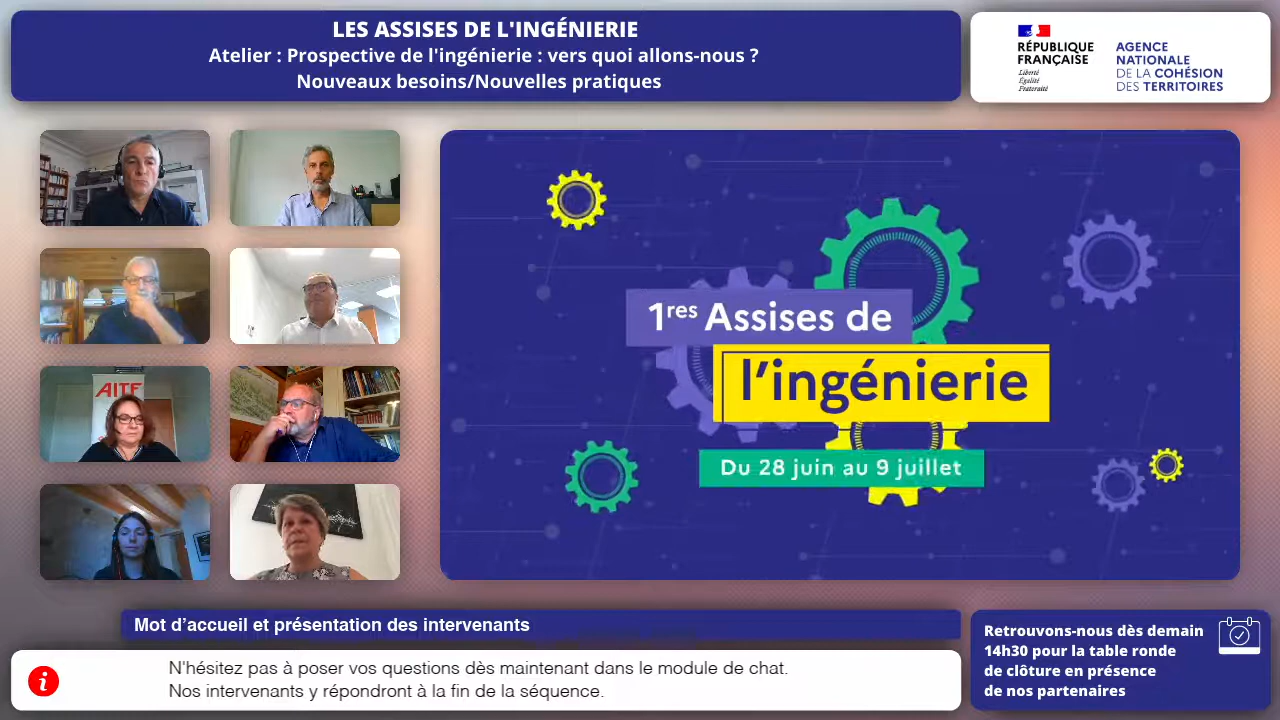 LES ASSISES DE L'INGÉNIERIE
Atelier : Prospective de l'ingénierie : vers quoi allons-nous ?
Nouveaux besoins/Nouvelles pratiques
RÉPUBLIQUE
FRANÇAISE
Liberté
Égalité
Fraternité
AGENCE
NATIONALE
DE LA COHÉSION
DES TERRITOIRES
AITF
1res Assises de
l'ingénierie
Du 28 juin au 9 juillet
Mot d'accueil et présentation des intervenants
N'hésitez pas à poser vos questions dès maintenant dans le module de chat.
Nos intervenants y répondront à la fin de la séquence.
Retrouvons-nous dès demain
14h30 pour la table ronde
de clôture en présence
de nos partenaires